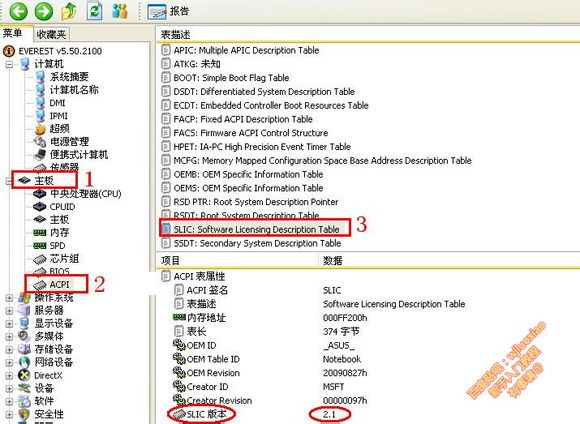 报告
菜单 收藏夹
EVEREST v5.50.2100
计算机
系统摘要
计算机名称
DMI
IPMI
超频
电源管理
便携式计算机
传感器
主板
1
中央处理器(CPU)
CPUID
主板
内存
SPD
芯片组
BIOS
ACPI
2
操作系统
服务器
显示设备
多媒体
存储设备
网络设备
DirectX
设备
软件
安全性
表描述
APIC: Multiple APIC Description Table
ATKG: 未知
BOOT: Simple Boot Flag Table
DSDT: Differentiated System Description Table
ECDT: Embedded Controller Boot Resources Table
FACP: Fixed ACPI Description Table
FACS: Firmware ACPI Control Structure
HPET: IA-PC High Precision Event Timer Table
MCFG: Memory Mapped Configuration Space Base Address Description Table
OEMB: OEM Specific Information Table
OEMS: OEM Specific Information Table
RSD PTR: Root System Description Pointer
RSDT: Root System Description Table
SLIC: Software Licensing Description Table
3
SSDT: Secondary System Description Table
项目 数据
ACPI 表属性
ACPI 签名 SLIC
表描述 Software Licensing Description Table
内存地址 000FF200h
表长 374 字节
OEM ID _ASUS_
OEM Table ID Notebook
OEM Revision 20090827h
Creator ID MSFT
Creator Revision 00000097h
SLIC 版本 2.1
新手入门教程